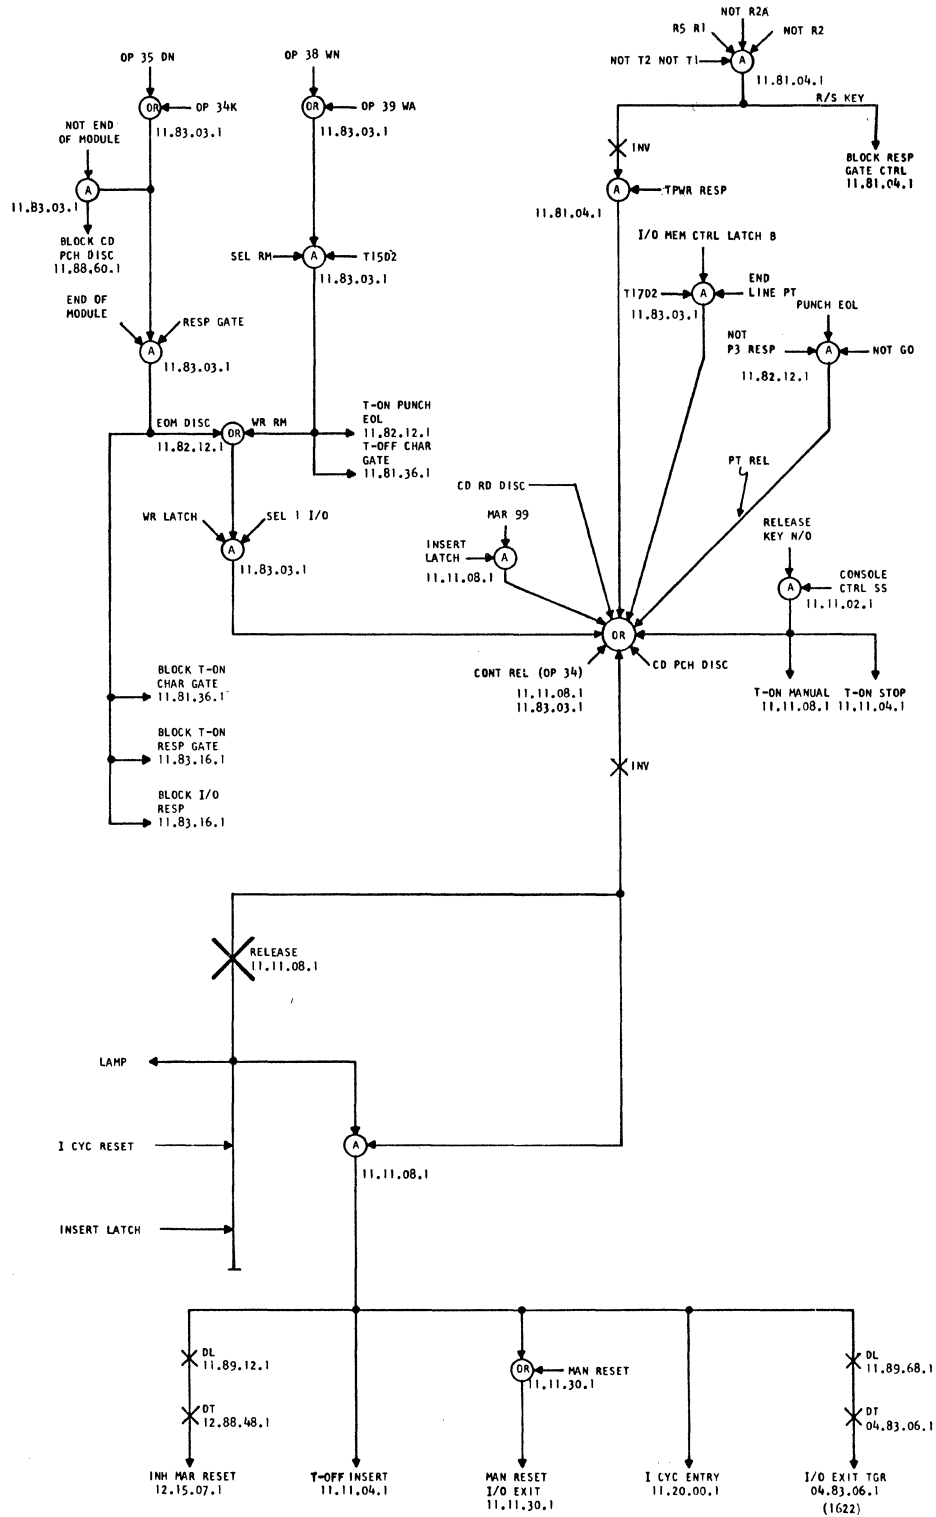 NOT R2A
R5 R1
NOT R2
NOT T2 NOT T1
A
11.81.04.1
R/S KEY
OP 35 DN
OP 38 WN
OR
OP 34K
11.83.03.1
OR
OP 39 WA
11.83.03.1
NOT END
OF MODULE
INV
BLOCK RESP
GATE CTRL
11.81.04.1
A
11.83.03.1
A
TPWR RESP
11.81.04.1
BLOCK CD
PCH DISC
11.88.60.1
I/O MEM CTRL LATCH B
SEL RM
A
T15D2
11.83.03.1
T17D2
A
END
LINE PT
11.83.03.1
END OF
MODULE
RESP GATE
PUNCH EOL
A
11.83.03.1
NOT
P3 RESP
A
NOT GO
11.82.12.1
EOM DISC
OR
WR RM
11.82.12.1
T-ON PUNCH
EOL
11.82.12.1
T-OFF CHAR
GATE
11.81.36.1
PT REL
CD RD DISC
WR LATCH
SEL 1 I/O
A
11.83.03.1
MAR 99
INSERT
LATCH
A
11.11.08.1
RELEASE
KEY N/O
A
CONSOLE
CTRL SS
11.11.02.1
OR
CONT REL (OP 34)
CD PCH DISC
11.11.08.1
11.83.03.1
T-ON MANUAL
11.11.08.1
T-ON STOP
11.11.04.1
BLOCK T-ON
CHAR GATE
11.81.36.1
BLOCK T-ON
RESP GATE
11.83.16.1
BLOCK I/O
RESP
11.83.16.1
INV
RELEASE
11.11.08.1
LAMP
I CYC RESET
A
11.11.08.1
INSERT LATCH
DL
11.89.12.1
DT
12.88.48.1
OR
MAN RESET
11.11.30.1
DL
11.89.68.1
DT
04.83.06.1
INH MAR RESET
12.15.07.1
T-OFF INSERT
11.11.04.1
MAN RESET
I/O EXIT
11.11.30.1
I CYC ENTRY
11.20.00.1
I/O EXIT TGR
04.83.06.1
(1622)